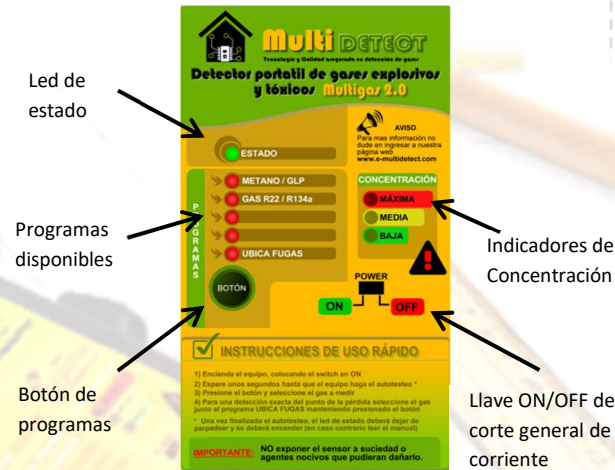 Multi DETECT
Tecnología y Calidad asegurada en detección de gases
Detector portatil de gases explosivos
y tóxicos Multigas 2.0
Led de
estado
ESTADO
AVISO
Para mas información no
dude en ingresar a nuestra
página web
www.e-multidetect.com
Programas
disponibles
PROGRAMAS
METANO / GLP
GAS R22 / R134a
UBICA FUGAS
CONCENTRACIÓN
MÁXIMA
MEDIA
BAJA
Indicadores de
Concentración
BOTÓN
POWER
ON
OFF
Botón de
programas
Llave ON/OFF de
corte general de
corriente
INSTRUCCIONES DE USO RÁPIDO
1) Encienda el equipo, colocando el switch en ON
2) Espere unos segundos hasta que el equipo haga el autotesteo *
3) Presione el botón y seleccione el gas a medir
4) Para una detección exacta del punto de la pérdida seleccione el gas
junto al programa UBICA FUGAS manteniendo presionado el botón
* Una vez finalizado el autotesteo, el led de estado deberá dejar de
parpadear y se deberá encender (en caso contrario leer el manual)
IMPORTANTE: NO exponer el sensor a suciedad o
agentes nocivos que pudieran dañarlo.